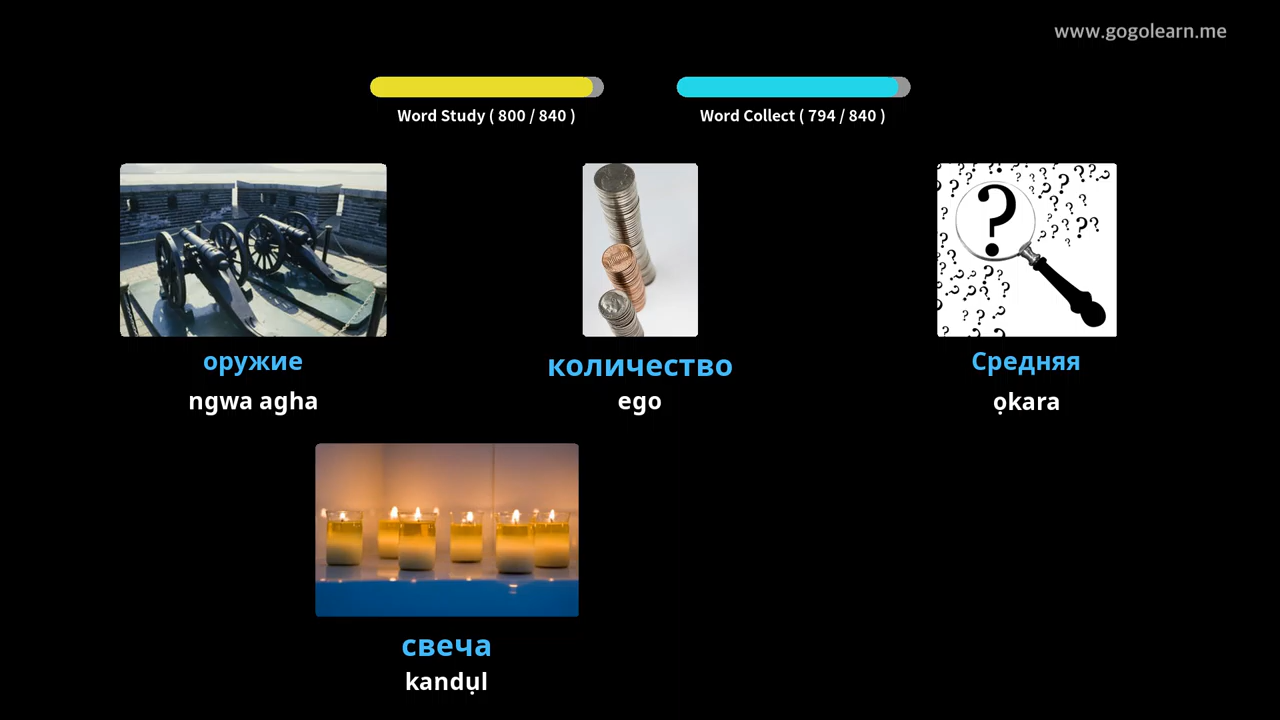 www.gogolearn.me
Word Study ( 800 / 840 )
Word Collect ( 794 / 840 )
оружие
ngwa agha
количество
ego
Средняя
ọkara
свеча
kandụl